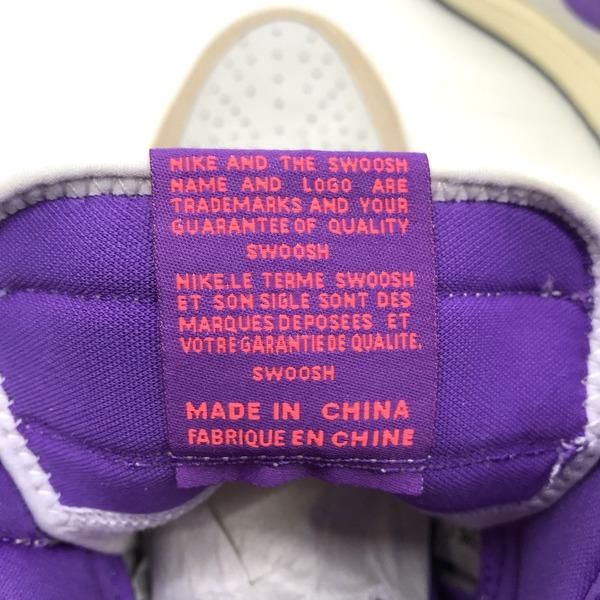 NIKE AND THE SWOOSH
NAME AND LOGO ARE
TRADEMARKS AND YOUR
GUARANTEE OF QUALITY
SWOOSH
NIKE.LE TERME SWOOSH
ET SON SIGLE SONT DES
MARQUES DEPOSEES ET
VOTRE GARANTIE DE QUALITE.
SWOOSH
MADE IN CHINA
FABRIQUE EN CHINE